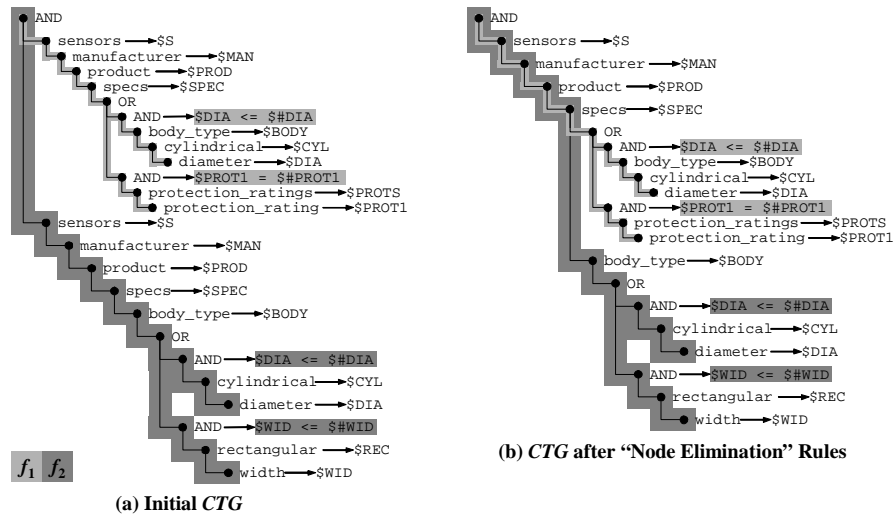 AND
sensors $S
manufacturer $MAN
product $PROD
specs $SPEC
OR
AND $DIA <= $#DIA
body_type $BODY
cylindrical $CYL
diameter $DIA
AND $PROT1 = $#PROT1
protection_ratings $PROTS
protection_rating $PROT1
sensors $S
manufacturer $MAN
product $PROD
specs $SPEC
body_type $BODY
OR
AND $DIA <= $#DIA
cylindrical $CYL
diameter $DIA
AND $WID <= $#WID
rectangular $REC
width $WID
f1 f2
(a) Initial CTG
AND
sensors $S
manufacturer $MAN
product $PROD
specs $SPEC
OR
AND $DIA <= $#DIA
body_type $BODY
cylindrical $CYL
diameter $DIA
AND $PROT1 = $#PROT1
protection_ratings $PROTS
protection_rating $PROT1
body_type $BODY
OR
AND $DIA <= $#DIA
cylindrical $CYL
diameter $DIA
AND $WID <= $#WID
rectangular $REC
width $WID
(b) CTG after “Node Elimination” Rules